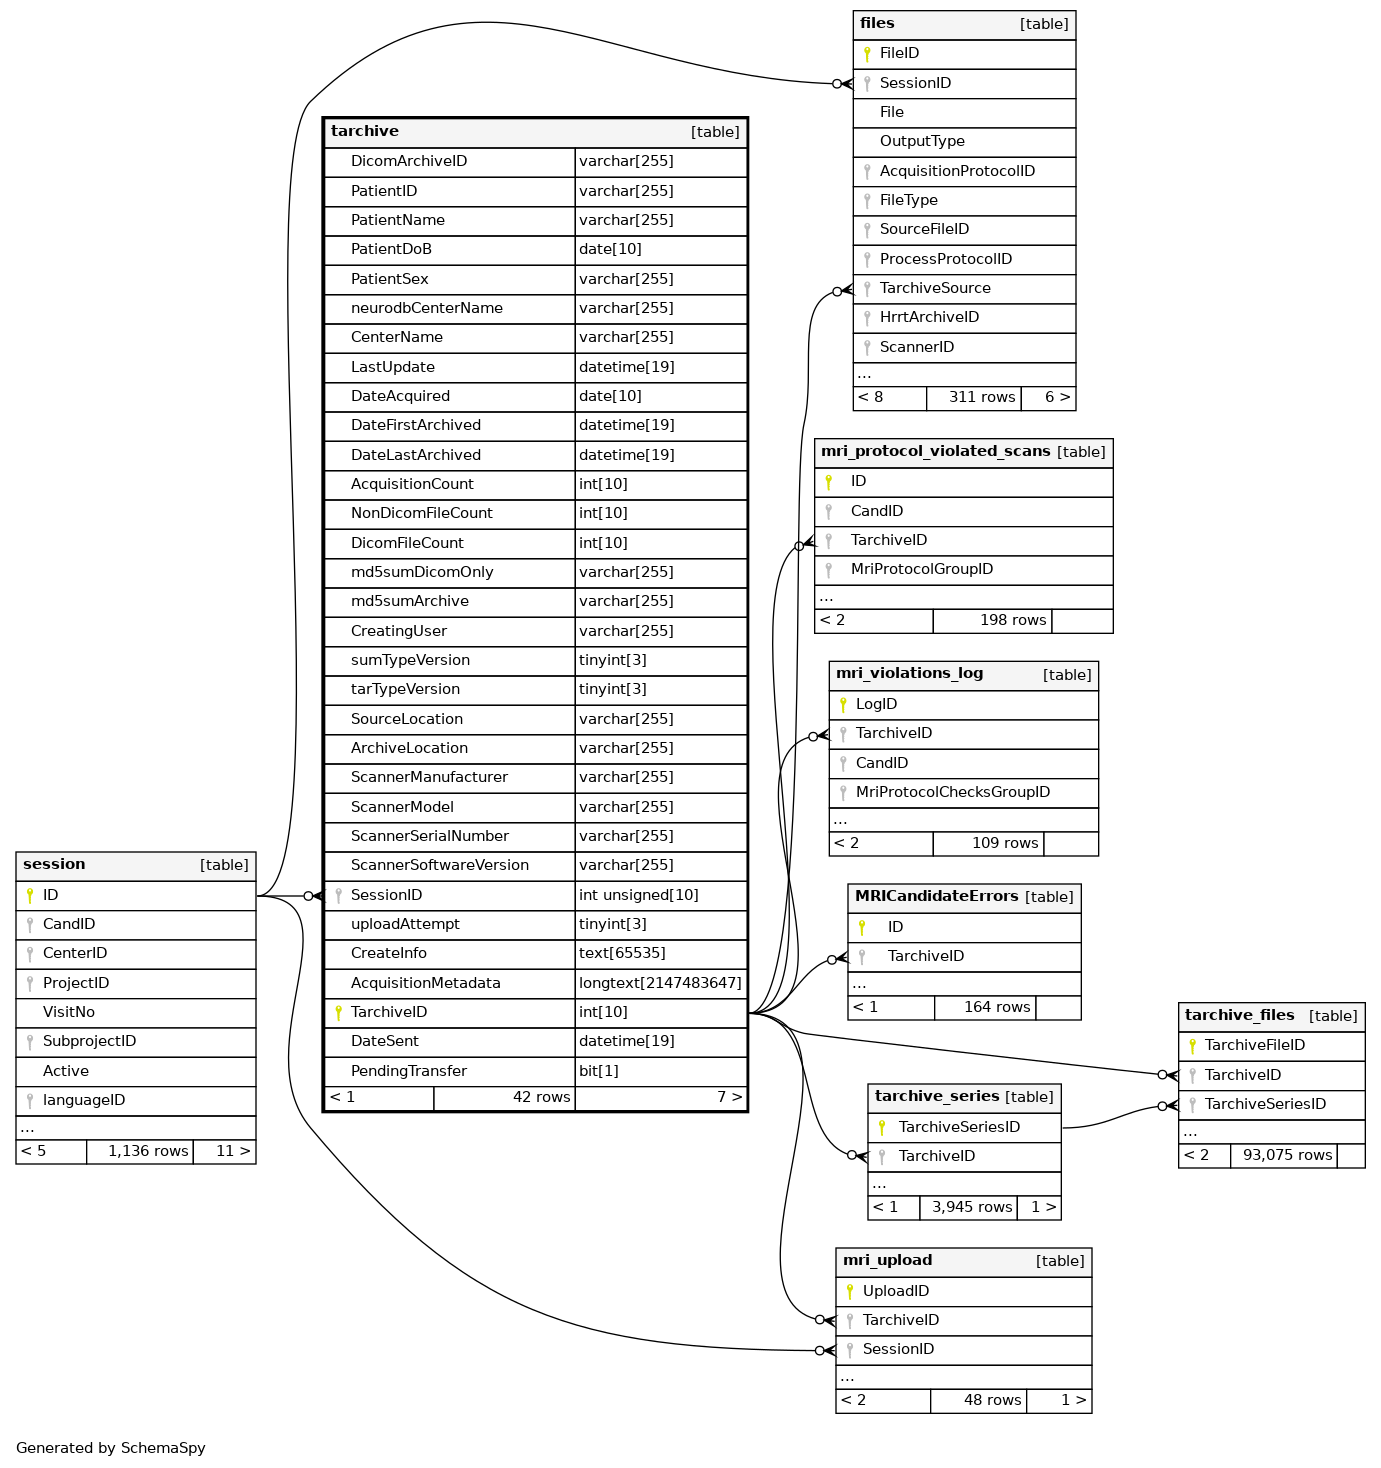 files [table]
FileID
SessionID
File
OutputType
AcquisitionProtocolID
FileType
SourceFileID
ProcessProtocolID
TarchiveSource
HrrtArchiveID
ScannerID
...
< 8 311 rows 6 >
tarchive [table]
DicomArchiveID varchar[255]
PatientID varchar[255]
PatientName varchar[255]
PatientDoB date[10]
PatientSex varchar[255]
neurodbCenterName varchar[255]
CenterName varchar[255]
LastUpdate datetime[19]
DateAcquired date[10]
DateFirstArchived datetime[19]
DateLastArchived datetime[19]
AcquisitionCount int[10]
NonDicomFileCount int[10]
DicomFileCount int[10]
md5sumDicomOnly varchar[255]
md5sumArchive varchar[255]
CreatingUser varchar[255]
sumTypeVersion tinyint[3]
tarTypeVersion tinyint[3]
SourceLocation varchar[255]
ArchiveLocation varchar[255]
ScannerManufacturer varchar[255]
ScannerModel varchar[255]
ScannerSerialNumber varchar[255]
ScannerSoftwareVersion varchar[255]
SessionID int unsigned[10]
uploadAttempt tinyint[3]
CreateInfo text[65535]
AcquisitionMetadata longtext[2147483647]
TarchiveID int[10]
DateSent datetime[19]
PendingTransfer bit[1]
< 1 42 rows 7 >
mri_protocol_violated_scans [table]
ID
CandID
TarchiveID
MriProtocolGroupID
...
< 2 198 rows
mri_violations_log [table]
LogID
TarchiveID
CandID
MriProtocolChecksGroupID
...
< 2 109 rows
session [table]
ID
CandID
CenterID
ProjectID
VisitNo
SubprojectID
Active
languageID
...
< 5 1,136 rows 11 >
MRICandidateErrors [table]
ID
TarchiveID
...
< 1 164 rows
tarchive_files [table]
TarchiveFileID
TarchiveID
TarchiveSeriesID
...
< 2 93,075 rows
tarchive_series [table]
TarchiveSeriesID
TarchiveID
...
< 1 3,945 rows 1 >
mri_upload [table]
UploadID
TarchiveID
SessionID
...
< 2 48 rows 1 >
Generated by SchemaSpy